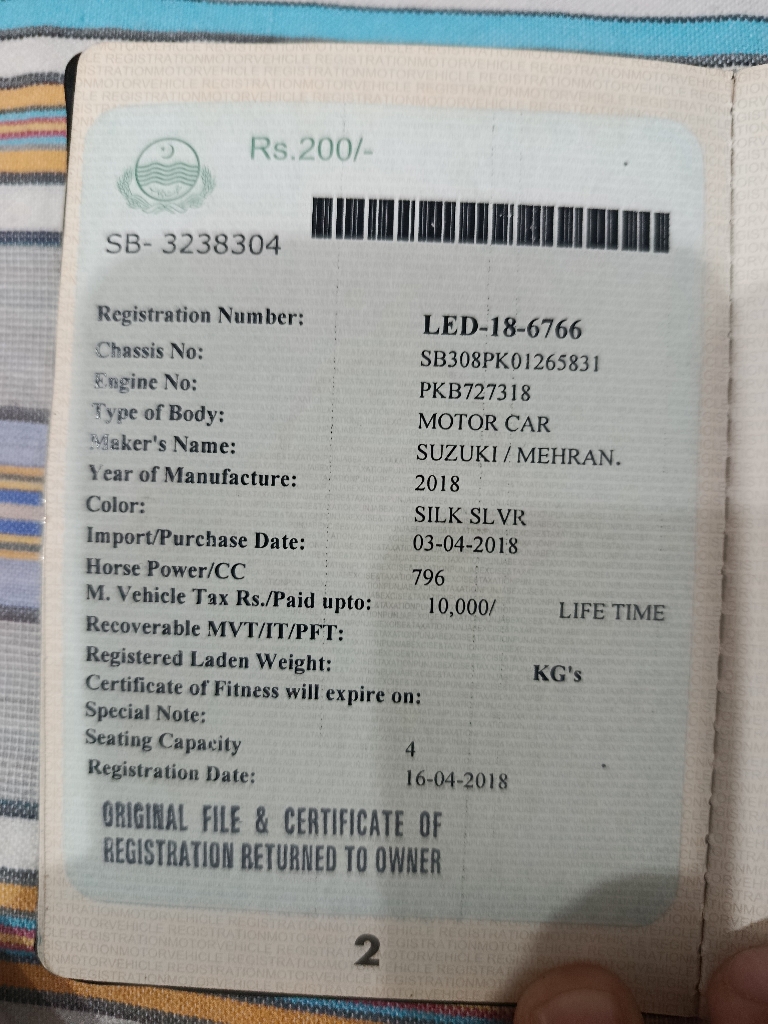 Rs.200/-
SB- 3238304
Registration Number: LED-18-6766
Chassis No: SB308PK01265831
Engine No: PKB727318
Type of Body: MOTOR CAR
Maker's Name: SUZUKI / MEHRAN.
Year of Manufacture: 2018
Color: SILK SLVR
Import/Purchase Date: 03-04-2018
Horse Power/CC 796
M. Vehicle Tax Rs./Paid upto: 10,000/ LIFE TIME
Recoverable MVT/IT/PFT:
Registered Laden Weight: KG's
Certificate of Fitness will expire on:
Special Note:
Seating Capacity 4
Registration Date: 16-04-2018
ORIGINAL FILE & CERTIFICATE OF
REGISTRATION RETURNED TO OWNER
2